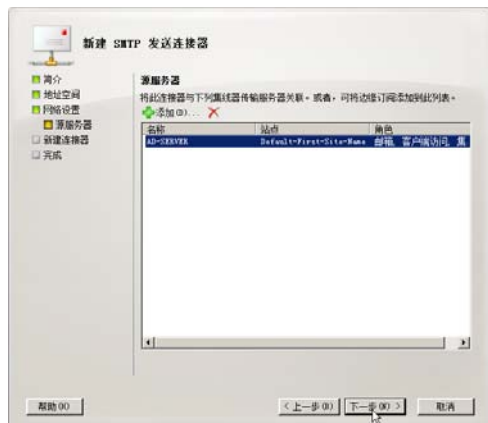 新建 SMTP 发送连接器
简介
地址空间
网络设置
源服务器
新建连接器
完成
源服务器
将此连接器与下列集线器传输服务器关联。或者，可将边缘订阅添加到此列表。
添加(D)...
名称 站点 角色
AD-SERVER Default-First-Site-Name 邮箱, 客户端访问, 集
帮助(H) < 上一步(B) 下一步(N) > 取消